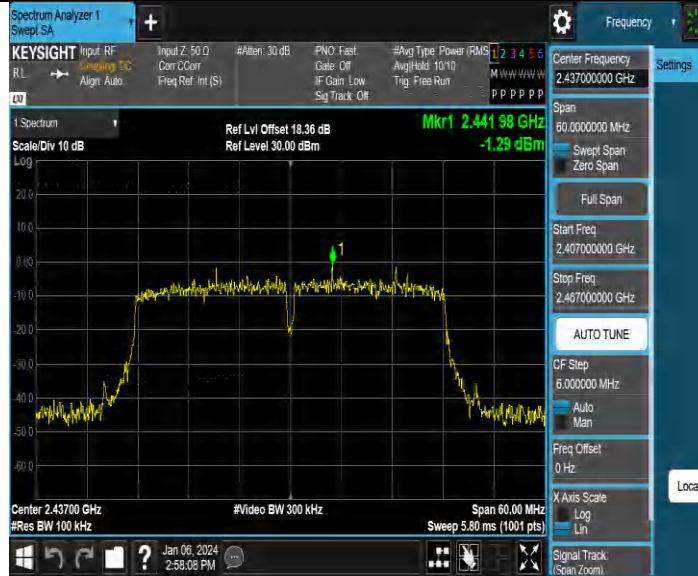 Spectrum Analyzer 1
Swept SA
Frequency
KEYSIGHT
Input: RF
Coupling: DC
Align: Auto
Input Z: 50 Ω
Corr CCorr
Freq Ref: Int (S)
#Atten: 30 dB
PNO: Fast
Gate: Off
IF Gain: Low
Sig Track: Off
#Avg Type: Power (RMS
Avg|Hold: 10/10
Trig: Free Run
1 2 3 4 5 6
M W W W W W
P P P P P P
RL
LXI
1 Spectrum
Scale/Div 10 dB
Ref Lvl Offset 18.36 dB
Ref Level 30.00 dBm
Mkr1 2.441 98 GHz
-1.29 dBm
Log
20.0
10.0
0.00
-10.0
-20.0
-30.0
-40.0
-50.0
-60.0
1
Center 2.43700 GHz
#Res BW 100 kHz
#Video BW 300 kHz
Span 60.00 MHz
Sweep 5.80 ms (1001 pts)
?
Jan 06, 2024
2:58:08 PM
Center Frequency
2.437000000 GHz
Settings
Span
60.0000000 MHz
Swept Span
Zero Span
Full Span
Start Freq
2.407000000 GHz
Stop Freq
2.467000000 GHz
AUTO TUNE
CF Step
6.000000 MHz
Auto
Man
Freq Offset
0 Hz
X Axis Scale
Log
Lin
Signal Track
(Span Zoom)
Loca